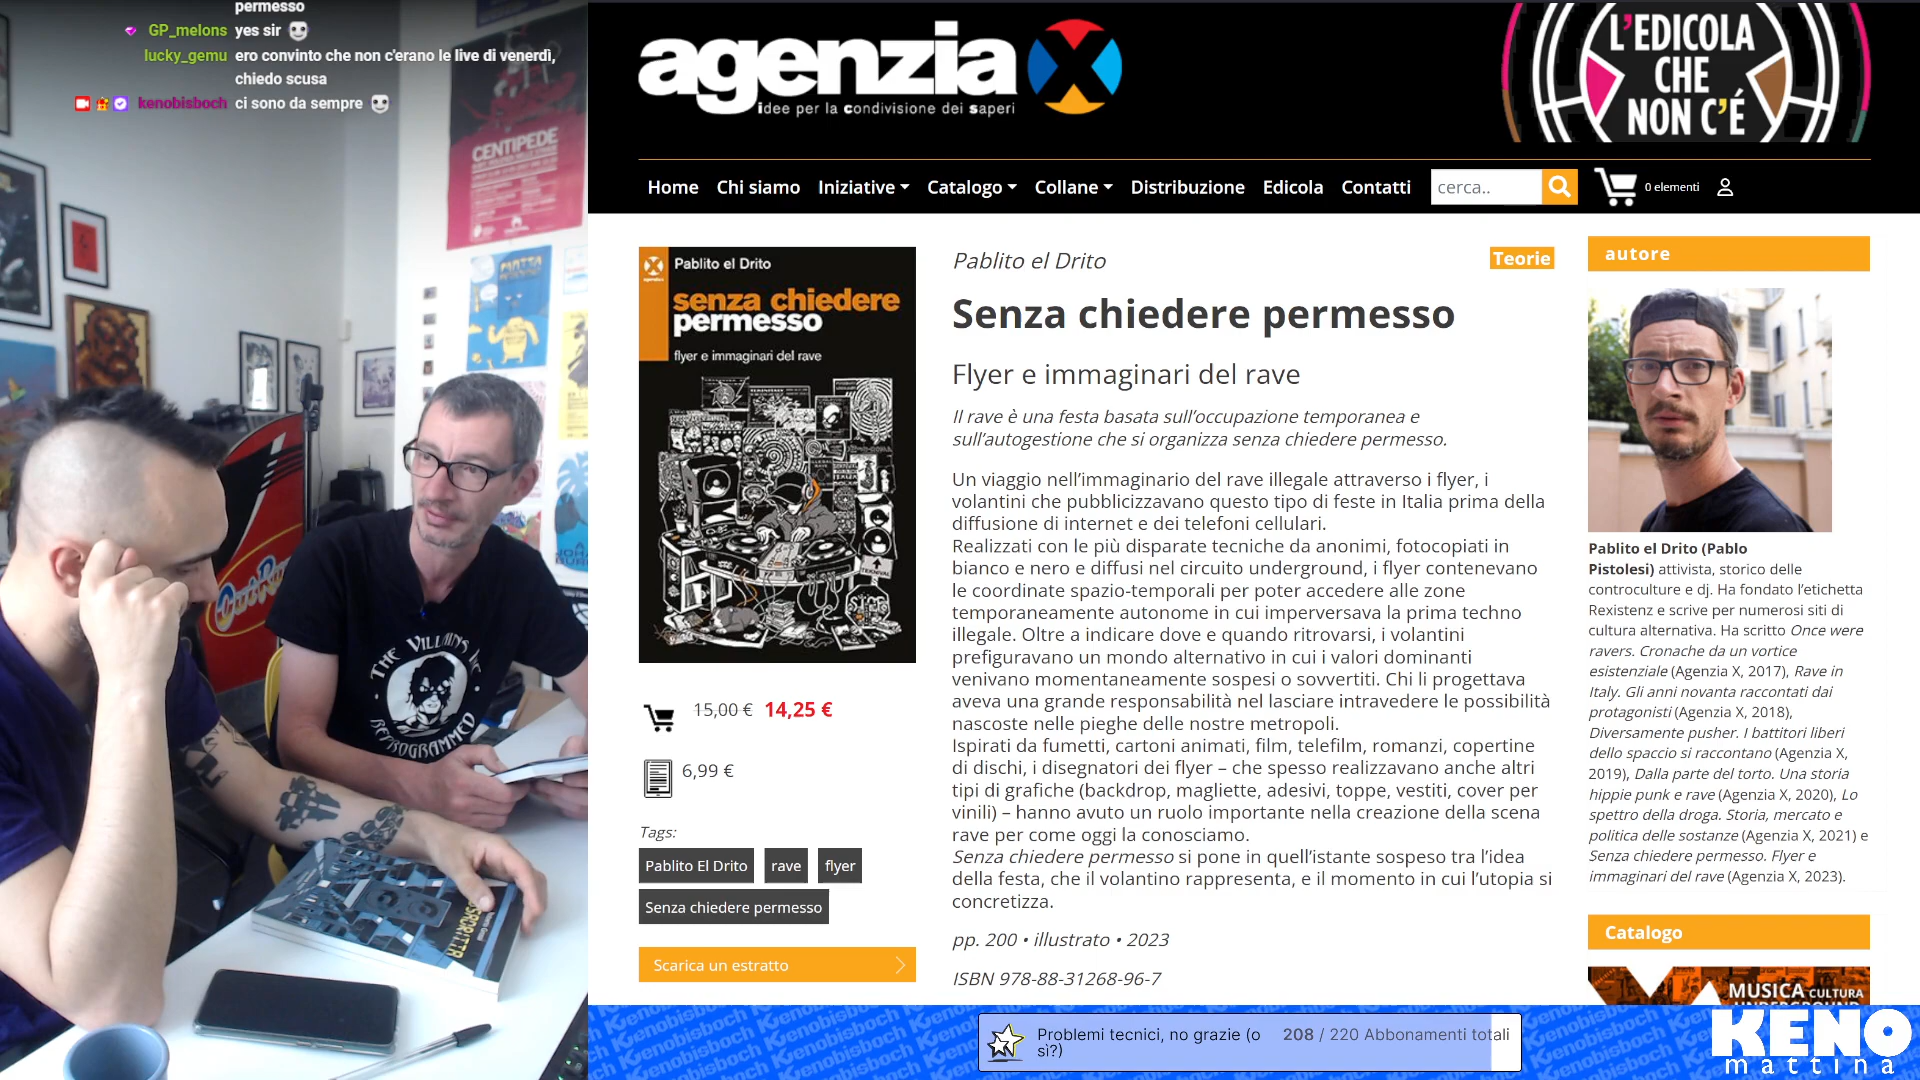 permesso
GP_melons yes sir
lucky_gemu ero convinto che non c'erano le live di venerdì,
chiedo scusa
kenobisboch ci sono da sempre
CENTIPEDE
OutRun
THE VILLAINS INC
REPROGRAMMED
agenzia X
idee per la condivisione dei saperi
L'EDICOLA
CHE
NON C'É
Home Chi siamo Iniziative Catalogo Collane Distribuzione Edicola Contatti
cerca..
0 elementi
Pablito el Drito
senza chiedere
permesso
flyer e immaginari del rave
TEKNIVAL
15,00 € 14,25 €
6,99 €
Tags:
Pablito El Drito
rave
flyer
Senza chiedere permesso
Scarica un estratto
Pablito el Drito
Teorie
Senza chiedere permesso
Flyer e immaginari del rave
Il rave è una festa basata sull’occupazione temporanea e
sull’autogestione che si organizza senza chiedere permesso.
Un viaggio nell’immaginario del rave illegale attraverso i flyer, i
volantini che pubblicizzavano questo tipo di feste in Italia prima della
diffusione di internet e dei telefoni cellulari.
Realizzati con le più disparate tecniche da anonimi, fotocopiati in
bianco e nero e diffusi nel circuito underground, i flyer contenevano
le coordinate spazio-temporali per poter accedere alle zone
temporaneamente autonome in cui imperversava la prima techno
illegale. Oltre a indicare dove e quando ritrovarsi, i volantini
prefiguravano un mondo alternativo in cui i valori dominanti
venivano momentaneamente sospesi o sovvertiti. Chi li progettava
aveva una grande responsabilità nel lasciare intravedere le possibilità
nascoste nelle pieghe delle nostre metropoli.
Ispirati da fumetti, cartoni animati, film, telefilm, romanzi, copertine
di dischi, i disegnatori dei flyer – che spesso realizzavano anche altri
tipi di grafiche (backdrop, magliette, adesivi, toppe, vestiti, cover per
vinili) – hanno avuto un ruolo importante nella creazione della scena
rave per come oggi la conosciamo.
Senza chiedere permesso si pone in quell’istante sospeso tra l’idea
della festa, che il volantino rappresenta, e il momento in cui l’utopia si
concretizza.
pp. 200 • illustrato • 2023
ISBN 978-88-31268-96-7
autore
Pablito el Drito (Pablo
Pistolesi) attivista, storico delle
controculture e dj. Ha fondato l’etichetta
Rexistenz e scrive per numerosi siti di
cultura alternativa. Ha scritto Once were
ravers. Cronache da un vortice
esistenziale (Agenzia X, 2017), Rave in
Italy. Gli anni novanta raccontati dai
protagonisti (Agenzia X, 2018),
Diversamente pusher. I battitori liberi
dello spaccio si raccontano (Agenzia X,
2019), Dalla parte del torto. Una storia
hippie punk e rave (Agenzia X, 2020), Lo
spettro della droga. Storia, mercato e
politica delle sostanze (Agenzia X, 2021) e
Senza chiedere permesso. Flyer e
immaginari del rave (Agenzia X, 2023).
Catalogo
MUSICA CULTURA
UNDERGROUND
Problemi tecnici, no grazie (o
sì?)
208 / 220 Abbonamenti totali
Kenobisboch
KENO
mattina